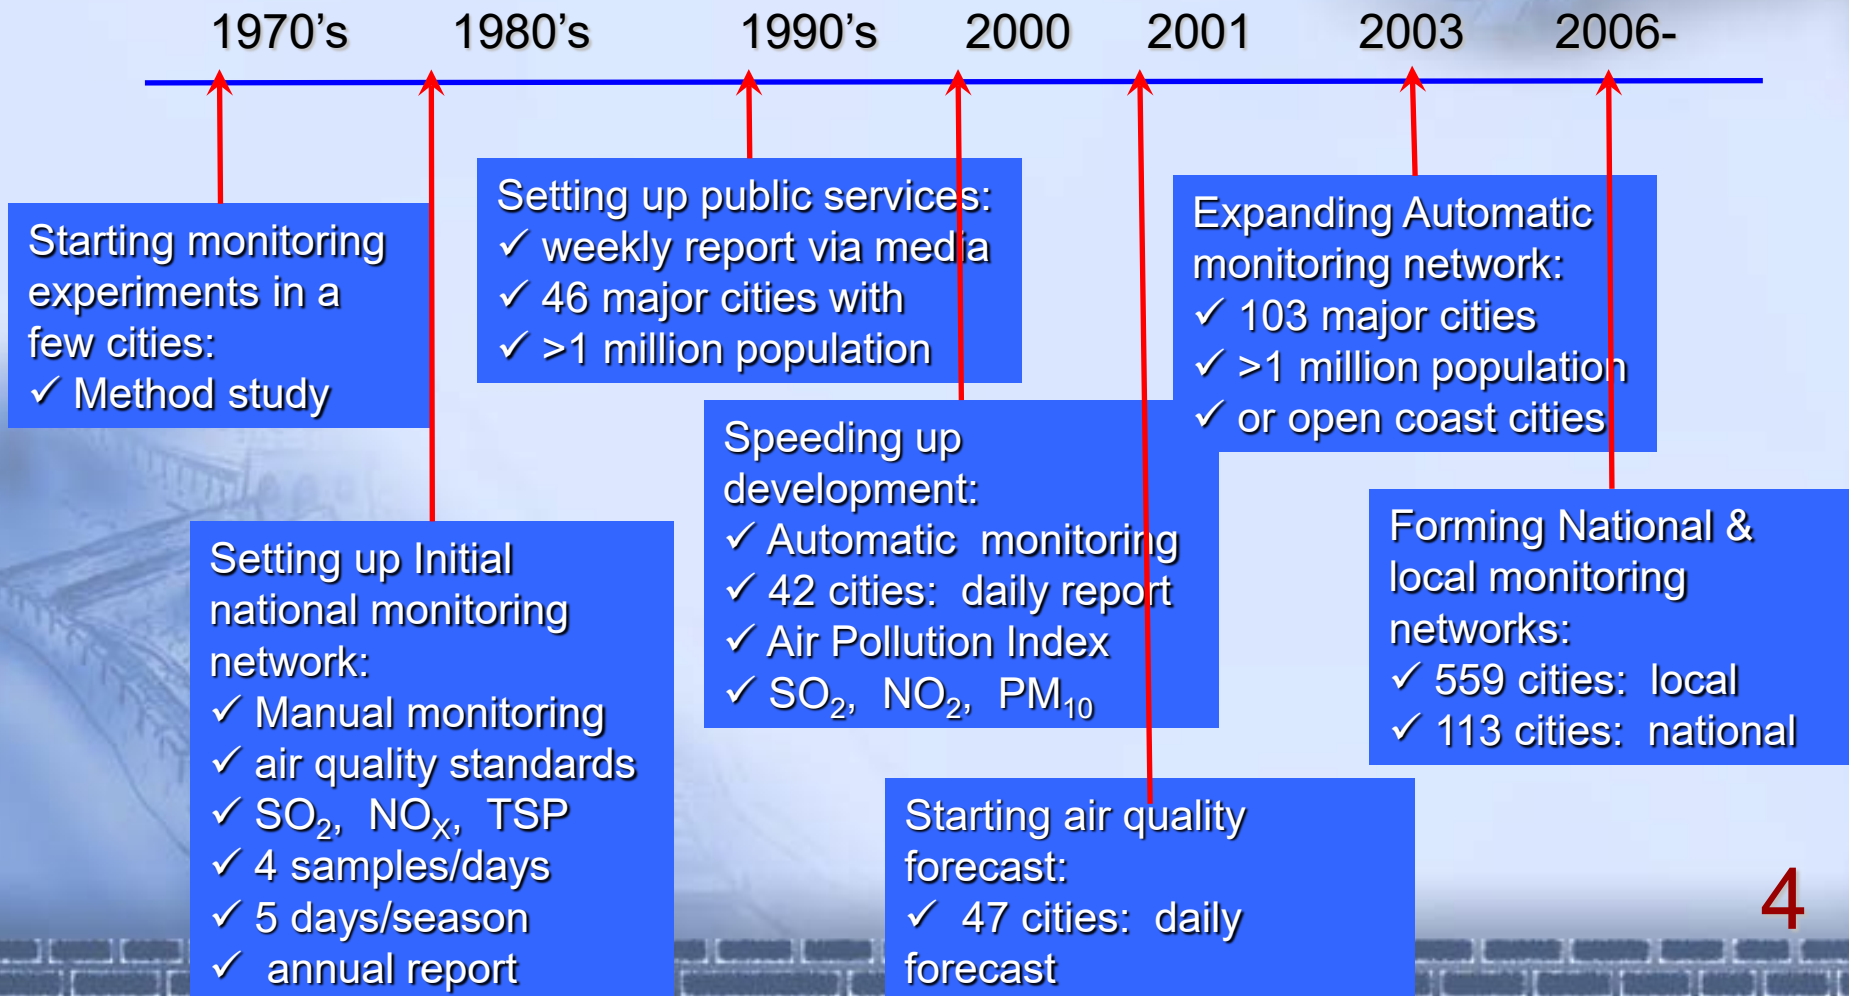 1970’s 1980’s 1990’s 2000 2001 2003 2006-
Starting monitoring
experiments in a
few cities:
✓ Method study
Setting up Initial
national monitoring
network:
✓ Manual monitoring
✓ air quality standards
✓ SO₂, NOₓ, TSP
✓ 4 samples/days
✓ 5 days/season
✓ annual report
Setting up public services:
✓ weekly report via media
✓ 46 major cities with
✓ >1 million population
Speeding up
development:
✓ Automatic monitoring
✓ 42 cities: daily report
✓ Air Pollution Index
✓ SO₂, NO₂, PM₁₀
Starting air quality
forecast:
✓ 47 cities: daily
forecast
Expanding Automatic
monitoring network:
✓ 103 major cities
✓ >1 million population
✓ or open coast cities
Forming National &
local monitoring
networks:
✓ 559 cities: local
✓ 113 cities: national
4